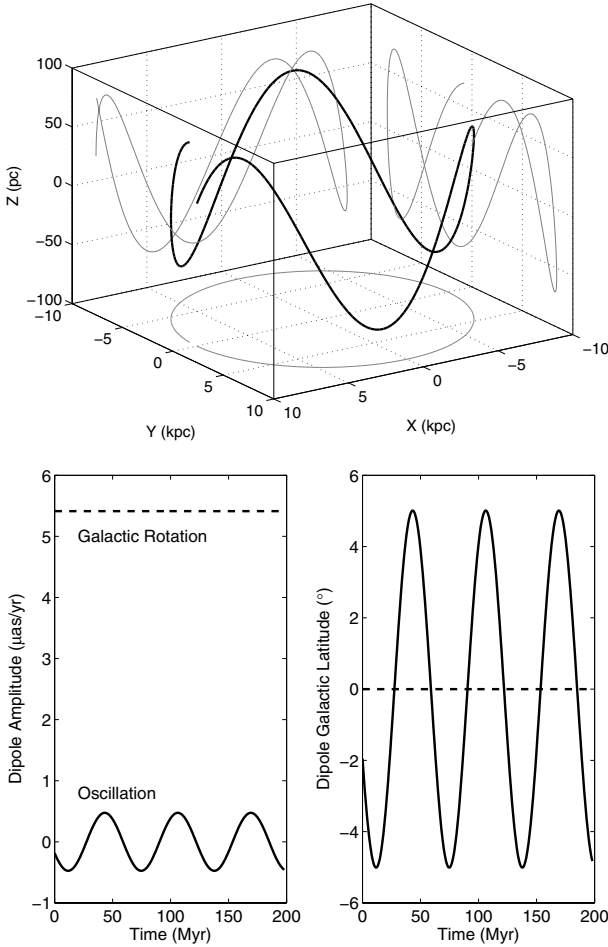 100
50
0
−50
−100
Z (pc)
−10
−5
0
5
10
Y (kpc)
10
5
0
−5
−10
X (kpc)
6
5
4
3
2
1
0
−1
Dipole Amplitude (μas/yr)
Galactic Rotation
Oscillation
0 50 100 150 200
Time (Myr)
6
4
2
0
−2
−4
−6
Dipole Galactic Latitude (°)
0 50 100 150 200
Time (Myr)